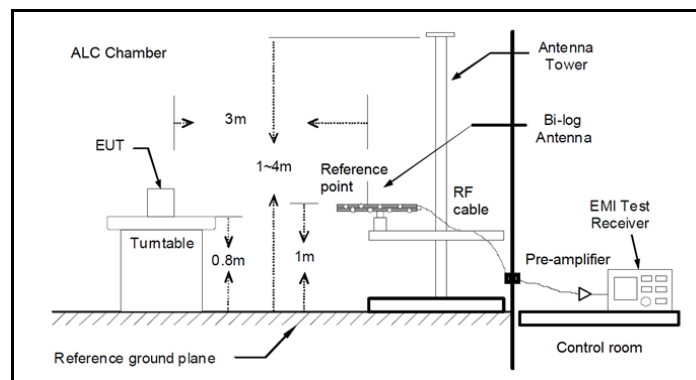 ALC Chamber
Antenna
Tower
3m
Bi-log
Antenna
EUT
1~4m
Reference
point
RF
cable
EMI Test
Receiver
Turntable
0.8m
1m
Pre-amplifier
Reference ground plane
Control room